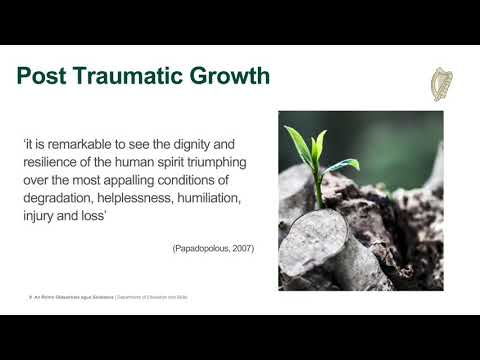 Post Traumatic Growth
‘it is remarkable to see the dignity and
resilience of the human spirit triumphing
over the most appalling conditions of
degradation, helplessness, humiliation,
injury and loss’
(Papadopolous, 2007)
An Roinn Oideachais agus Scileanna | Department of Education and Skills